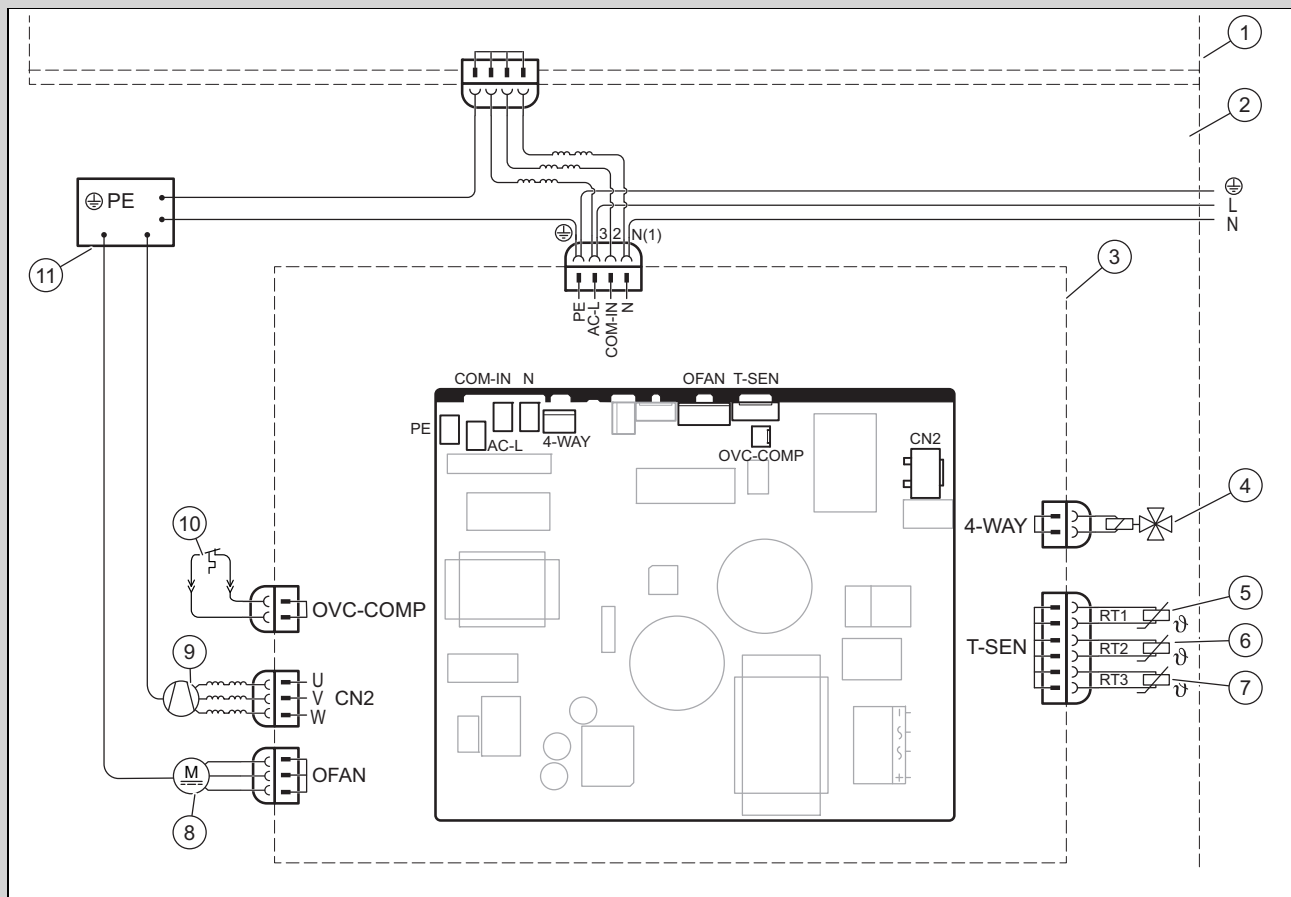 1
2
⏚
L
N
⏚ PE
11
⏚ 3 2 N(1)
3
PE
AC-L
COM-IN
N
COM-IN N OFAN T-SEN
PE
AC-L
4-WAY
OVC-COMP
CN2
4-WAY
4
10
OVC-COMP
T-SEN
RT1 ϑ
5
RT2 ϑ
6
RT3 ϑ
7
9
U
V CN2
W
M
OFAN
8